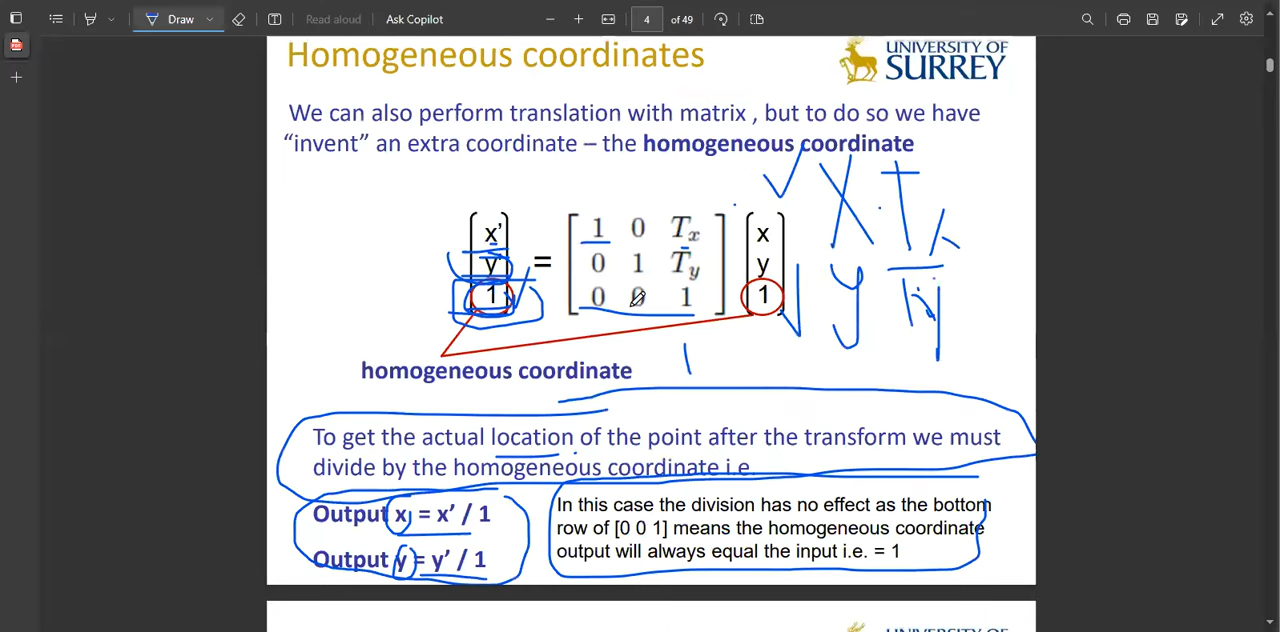 Draw
Read aloud
Ask Copilot
4
of 49
Homogeneous coordinates
UNIVERSITY OF
SURREY
We can also perform translation with matrix , but to do so we have
“invent” an extra coordinate – the homogeneous coordinate
x' 1 0 Tx x
y' = 0 1 Ty y
1 0 0 1 1
X T
y
1
homogeneous coordinate
To get the actual location of the point after the transform we must
divide by the homogeneous coordinate i.e.
Output x = x’ / 1
Output y = y’ / 1
In this case the division has no effect as the bottom
row of [0 0 1] means the homogeneous coordinate
output will always equal the input i.e. = 1